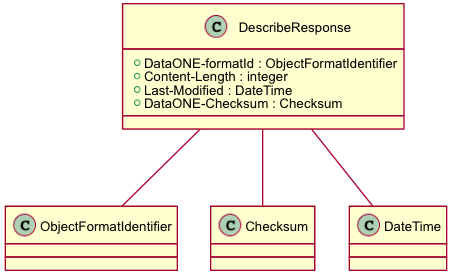 C DescribeResponse
DataONE-formatId : ObjectFormatIdentifier
Content-Length : integer
Last-Modified : DateTime
DataONE-Checksum : Checksum
C ObjectFormatIdentifier
C Checksum
C DateTime